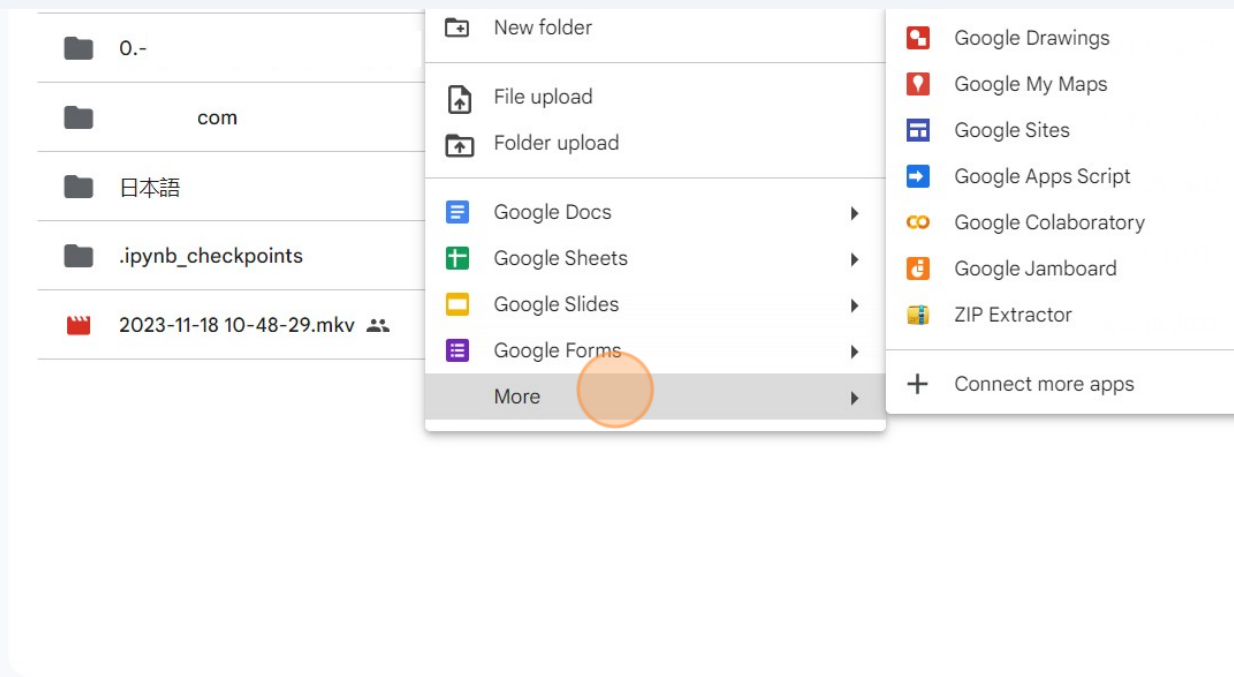 0.-
com
日本語
.ipynb_checkpoints
2023-11-18 10-48-29.mkv
New folder
File upload
Folder upload
Google Docs
Google Sheets
Google Slides
Google Forms
More
Google Drawings
Google My Maps
Google Sites
Google Apps Script
Google Colaboratory
Google Jamboard
ZIP Extractor
Connect more apps